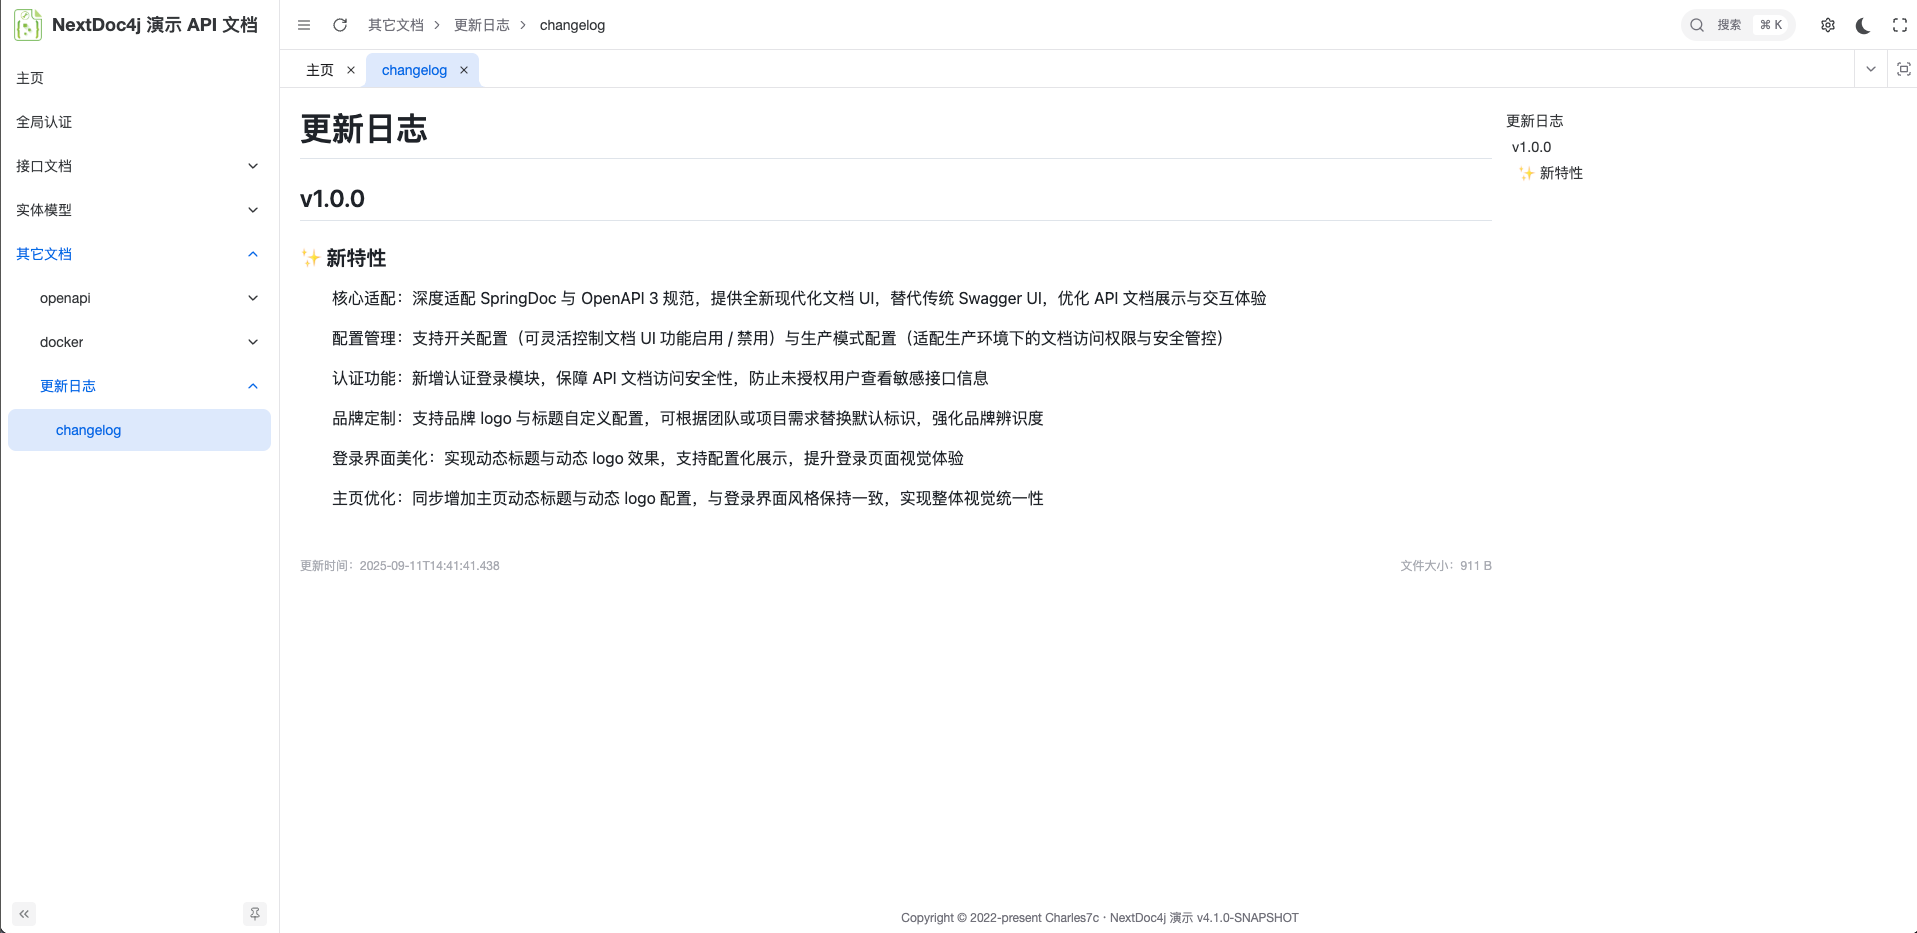 NextDoc4j 演示 API 文档
主页
全局认证
接口文档
实体模型
其它文档
openapi
docker
更新日志
changelog
其它文档 > 更新日志 > changelog
搜索 ⌘ K
主页 × changelog ×
更新日志
v1.0.0
✨ 新特性
核心适配：深度适配 SpringDoc 与 OpenAPI 3 规范，提供全新现代化文档 UI，替代传统 Swagger UI，优化 API 文档展示与交互体验
配置管理：支持开关配置（可灵活控制文档 UI 功能启用 / 禁用）与生产模式配置（适配生产环境下的文档访问权限与安全管控）
认证功能：新增认证登录模块，保障 API 文档访问安全性，防止未授权用户查看敏感接口信息
品牌定制：支持品牌 logo 与标题自定义配置，可根据团队或项目需求替换默认标识，强化品牌辨识度
登录界面美化：实现动态标题与动态 logo 效果，支持配置化展示，提升登录页面视觉体验
主页优化：同步增加主页动态标题与动态 logo 配置，与登录界面风格保持一致，实现整体视觉统一性
更新时间：2025-09-11T14:41:41.438
文件大小：911 B
更新日志
v1.0.0
✨ 新特性
Copyright © 2022-present Charles7c · NextDoc4j 演示 v4.1.0-SNAPSHOT